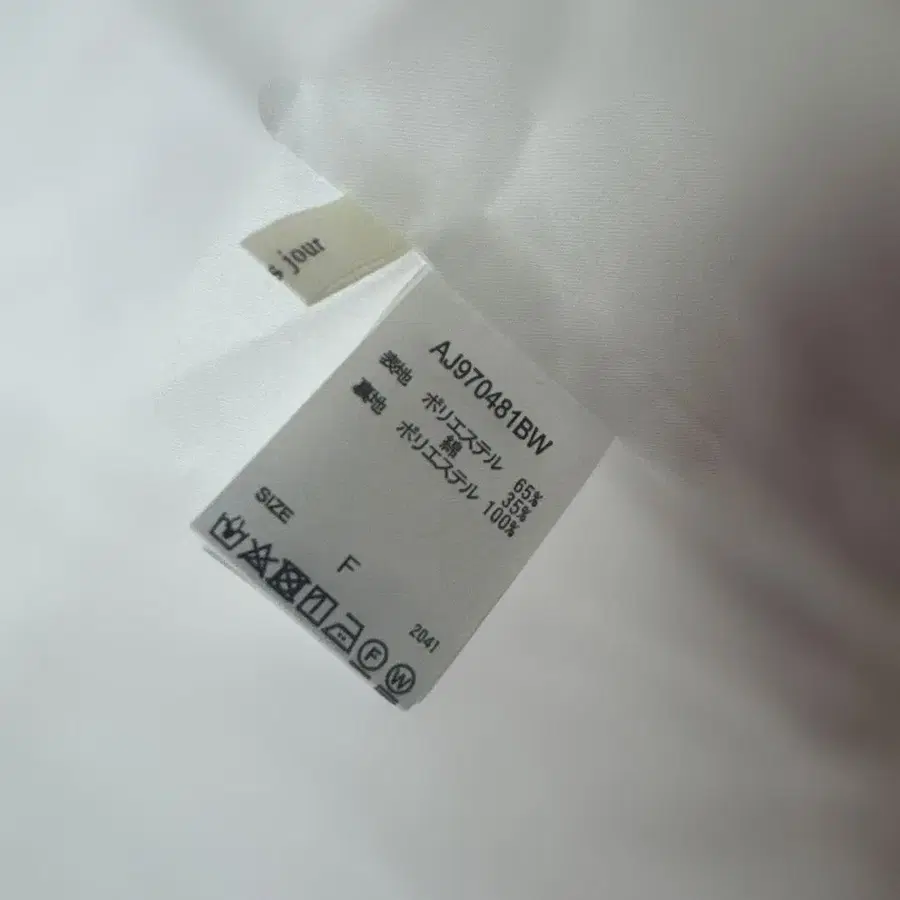 s jour
AJ970481BW
表地 ポリエステル 65%
綿 35%
裏地 ポリエステル 100%
SIZE
F
2041
F W